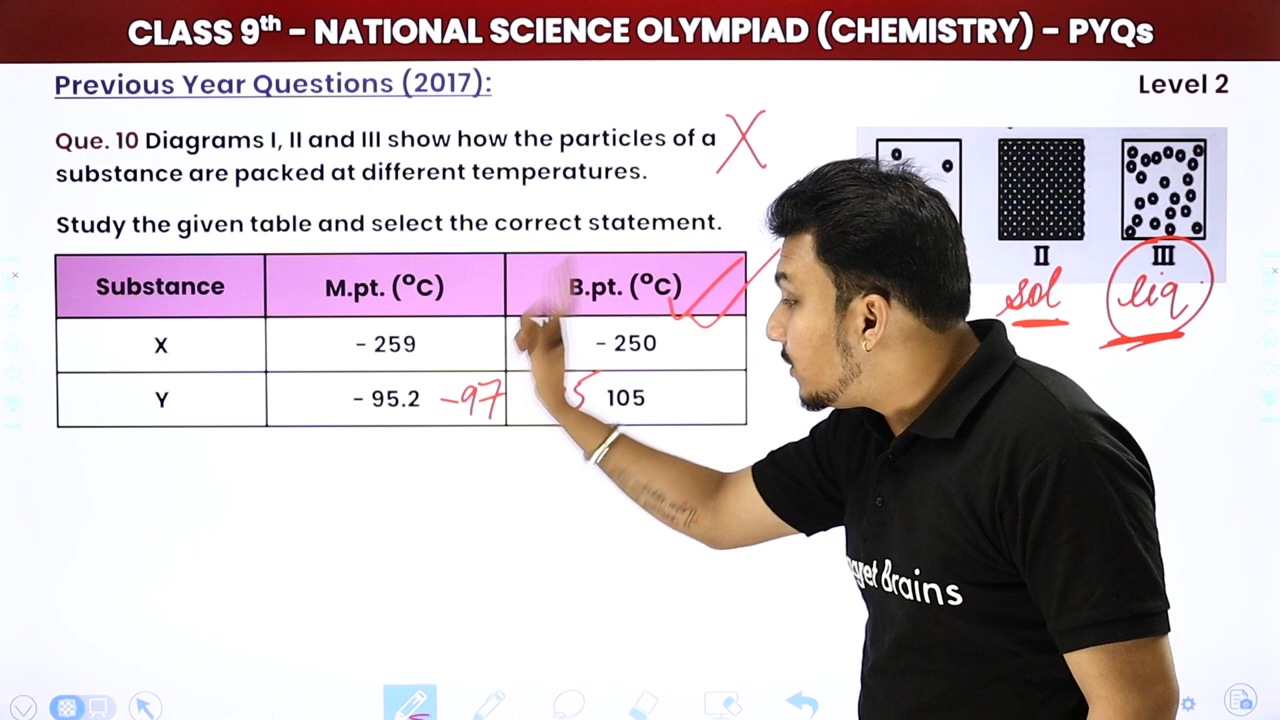 CLASS 9th – NATIONAL SCIENCE OLYMPIAD (CHEMISTRY) – PYQs
Previous Year Questions (2017):
Level 2
Que. 10 Diagrams I, II and III show how the particles of a
substance are packed at different temperatures.
X
Study the given table and select the correct statement.
II
III
sol
liq
Substance
M.pt. (°C)
B.pt. (°C)
X
- 259
- 250
Y
- 95.2
-97
5
105
Brains